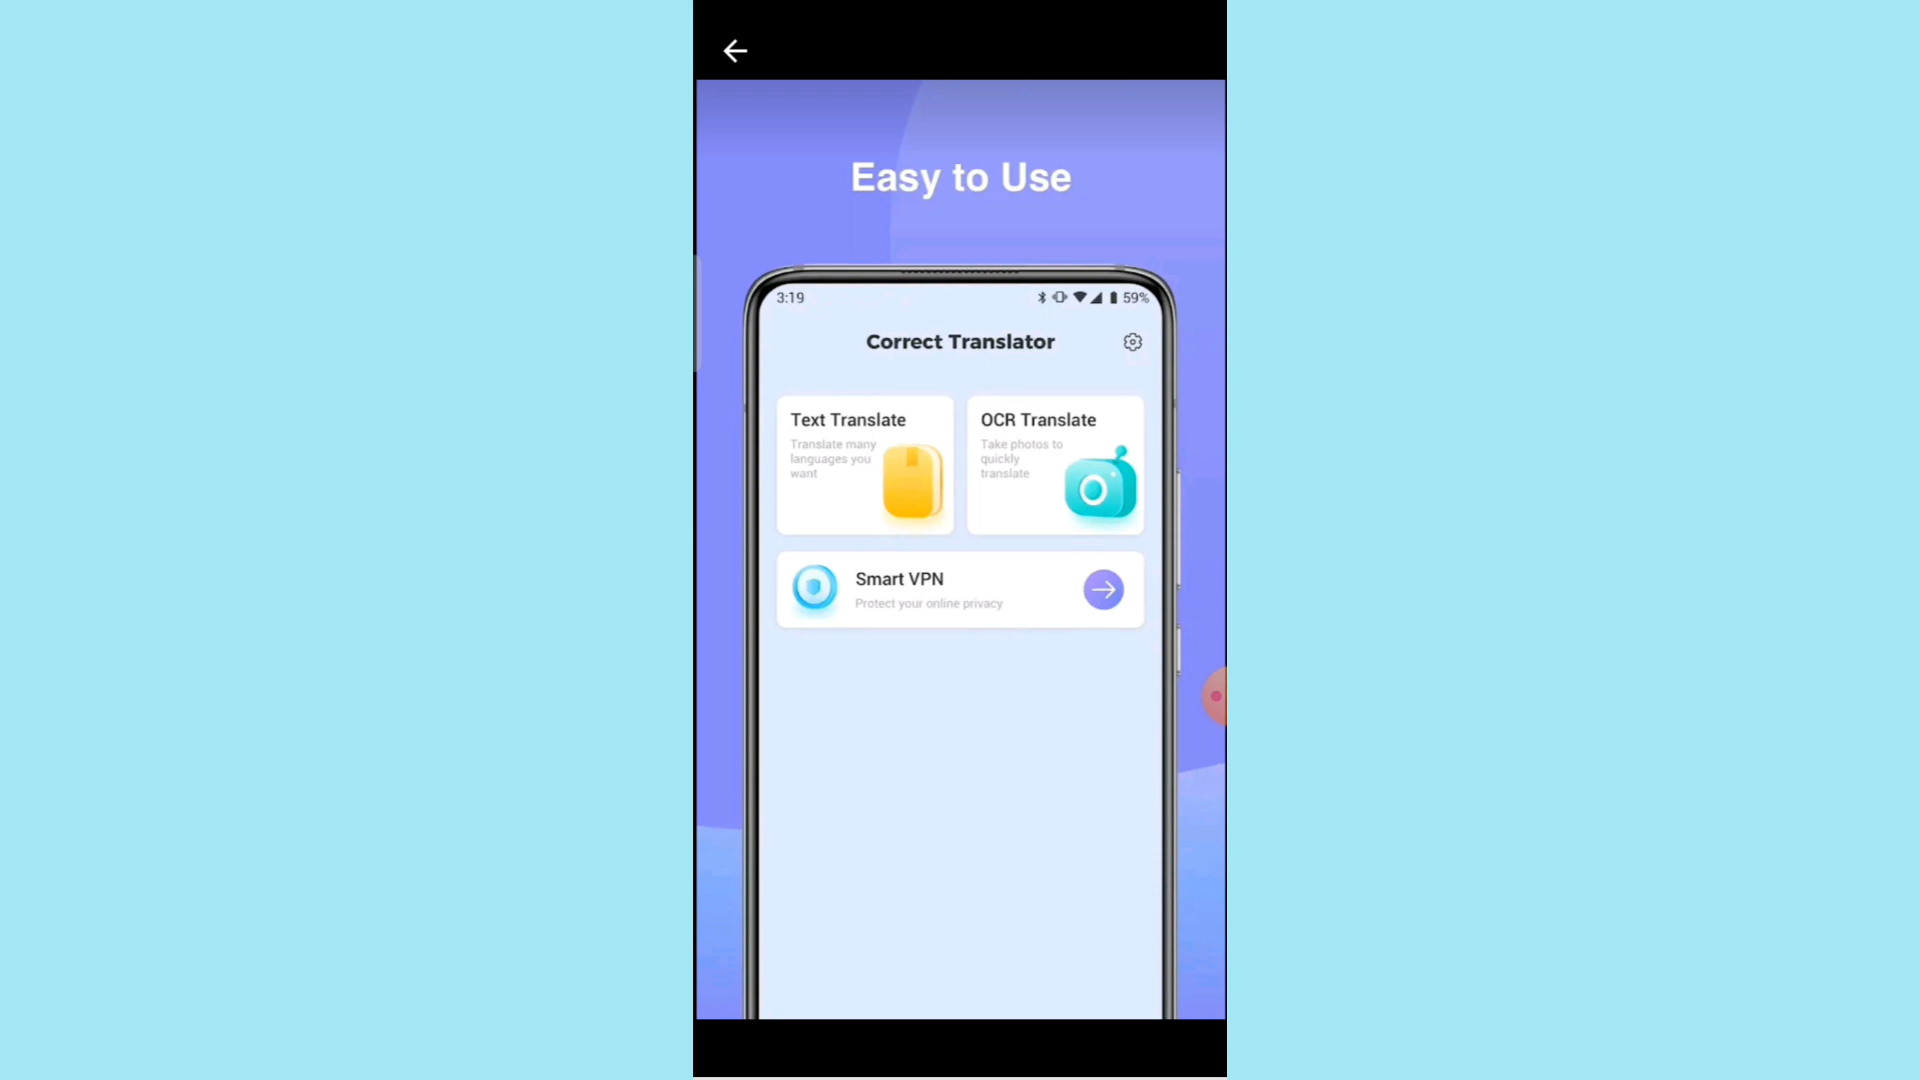 Easy to Use
3:19
59%
Correct Translator
Text Translate
Translate many
languages you
want
OCR Translate
Take photos to
quickly
translate
Smart VPN
Protect your online privacy